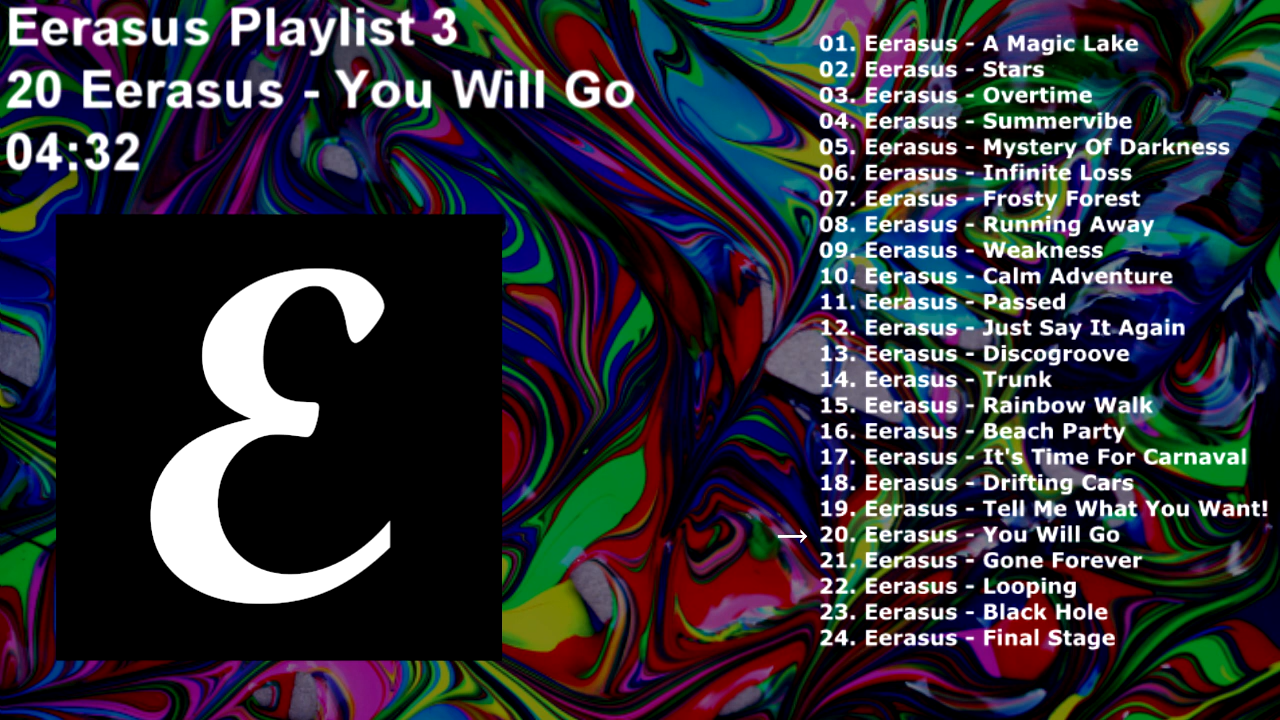 Eerasus Playlist 3
20 Eerasus - You Will Go
04:32
ε
01. Eerasus - A Magic Lake
02. Eerasus - Stars
03. Eerasus - Overtime
04. Eerasus - Summervibe
05. Eerasus - Mystery Of Darkness
06. Eerasus - Infinite Loss
07. Eerasus - Frosty Forest
08. Eerasus - Running Away
09. Eerasus - Weakness
10. Eerasus - Calm Adventure
11. Eerasus - Passed
12. Eerasus - Just Say It Again
13. Eerasus - Discogroove
14. Eerasus - Trunk
15. Eerasus - Rainbow Walk
16. Eerasus - Beach Party
17. Eerasus - It's Time For Carnaval
18. Eerasus - Drifting Cars
19. Eerasus - Tell Me What You Want!
→ 20. Eerasus - You Will Go
21. Eerasus - Gone Forever
22. Eerasus - Looping
23. Eerasus - Black Hole
24. Eerasus - Final Stage